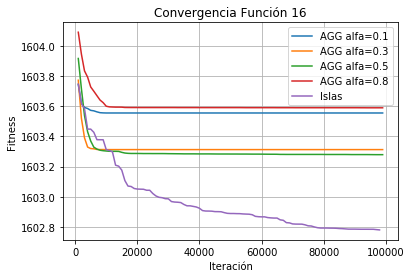 Convergencia Función 16
AGG alfa=0.1
AGG alfa=0.3
AGG alfa=0.5
AGG alfa=0.8
Islas
Fitness
1604.0
1603.8
1603.6
1603.4
1603.2
1603.0
1602.8
0 20000 40000 60000 80000 100000
Iteración